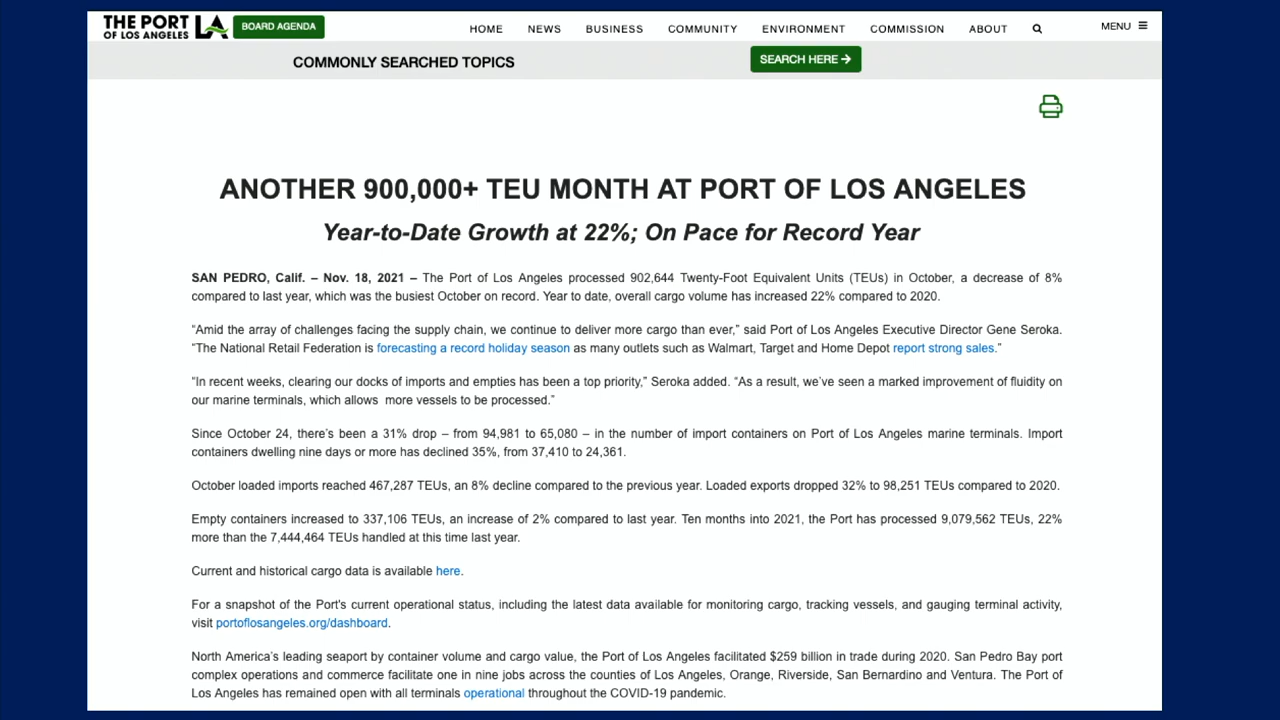 THE PORT
OF LOS ANGELES
LA
BOARD AGENDA
HOME NEWS BUSINESS COMMUNITY ENVIRONMENT COMMISSION ABOUT
MENU
COMMONLY SEARCHED TOPICS
SEARCH HERE
ANOTHER 900,000+ TEU MONTH AT PORT OF LOS ANGELES
Year-to-Date Growth at 22%; On Pace for Record Year
SAN PEDRO, Calif. – Nov. 18, 2021 – The Port of Los Angeles processed 902,644 Twenty-Foot Equivalent Units (TEUs) in October, a decrease of 8%
compared to last year, which was the busiest October on record. Year to date, overall cargo volume has increased 22% compared to 2020.
“Amid the array of challenges facing the supply chain, we continue to deliver more cargo than ever,” said Port of Los Angeles Executive Director Gene Seroka.
“The National Retail Federation is forecasting a record holiday season as many outlets such as Walmart, Target and Home Depot report strong sales.”
“In recent weeks, clearing our docks of imports and empties has been a top priority,” Seroka added. “As a result, we’ve seen a marked improvement of fluidity on
our marine terminals, which allows more vessels to be processed.”
Since October 24, there’s been a 31% drop – from 94,981 to 65,080 – in the number of import containers on Port of Los Angeles marine terminals. Import
containers dwelling nine days or more has declined 35%, from 37,410 to 24,361.
October loaded imports reached 467,287 TEUs, an 8% decline compared to the previous year. Loaded exports dropped 32% to 98,251 TEUs compared to 2020.
Empty containers increased to 337,106 TEUs, an increase of 2% compared to last year. Ten months into 2021, the Port has processed 9,079,562 TEUs, 22%
more than the 7,444,464 TEUs handled at this time last year.
Current and historical cargo data is available here.
For a snapshot of the Port's current operational status, including the latest data available for monitoring cargo, tracking vessels, and gauging terminal activity,
visit portoflosangeles.org/dashboard.
North America’s leading seaport by container volume and cargo value, the Port of Los Angeles facilitated $259 billion in trade during 2020. San Pedro Bay port
complex operations and commerce facilitate one in nine jobs across the counties of Los Angeles, Orange, Riverside, San Bernardino and Ventura. The Port of
Los Angeles has remained open with all terminals operational throughout the COVID-19 pandemic.